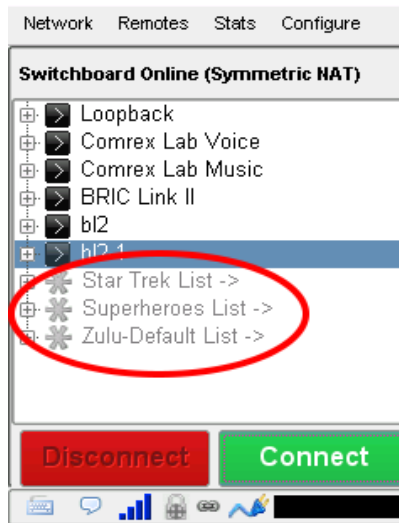 Network Remotes Stats Configure
Switchboard Online (Symmetric NAT)
Loopback
Comrex Lab Voice
Comrex Lab Music
BRIC Link II
bl2
bl2 1
Star Trek List ->
Superheroes List ->
Zulu-Default List ->
Disconnect Connect